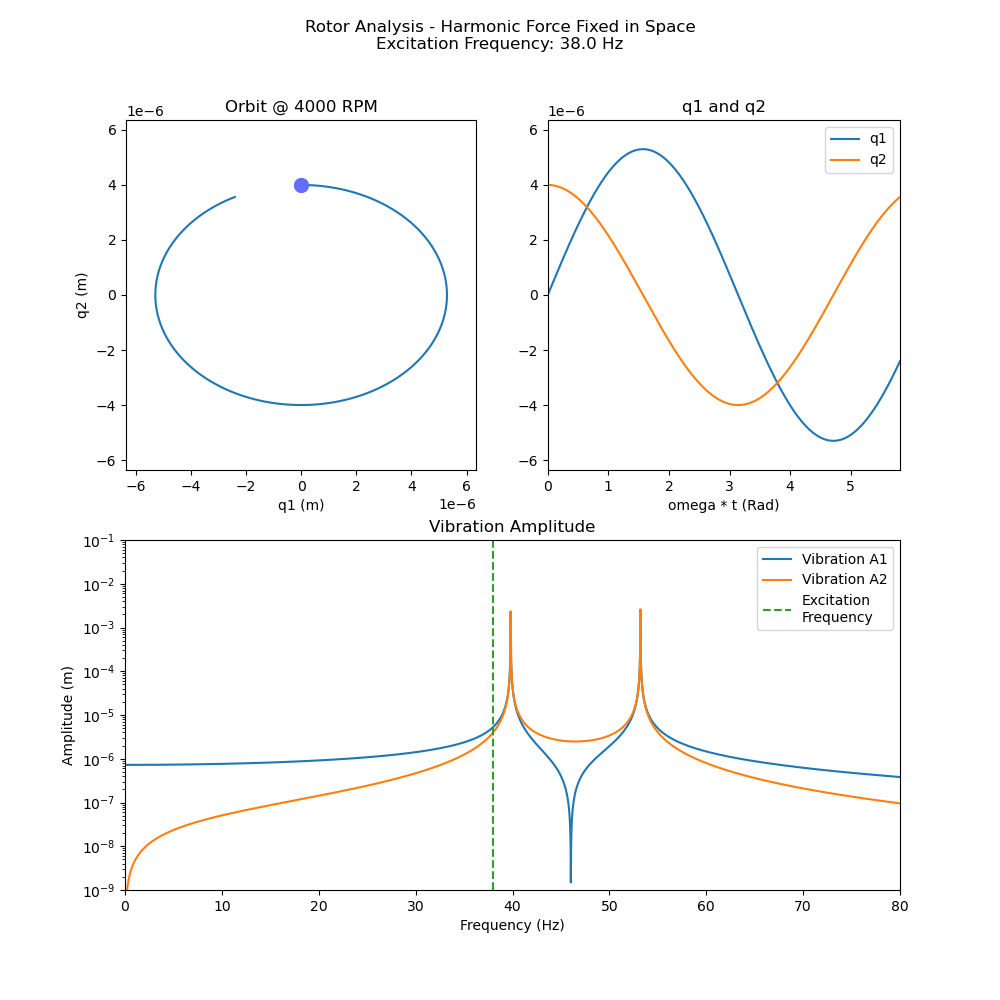 Rotor Analysis - Harmonic Force Fixed in Space
Excitation Frequency: 38.0 Hz
Orbit @ 4000 RPM
1e−6
6
4
2
0
−2
−4
−6
q2 (m)
−6 −4 −2 0 2 4 6
1e−6
q1 (m)
q1 and q2
1e−6
6
4
2
0
−2
−4
−6
q1
q2
0 1 2 3 4 5
omega * t (Rad)
Vibration Amplitude
10⁻¹
10⁻²
10⁻³
10⁻⁴
10⁻⁵
10⁻⁶
10⁻⁷
10⁻⁸
10⁻⁹
Amplitude (m)
Vibration A1
Vibration A2
Excitation
Frequency
0 10 20 30 40 50 60 70 80
Frequency (Hz)